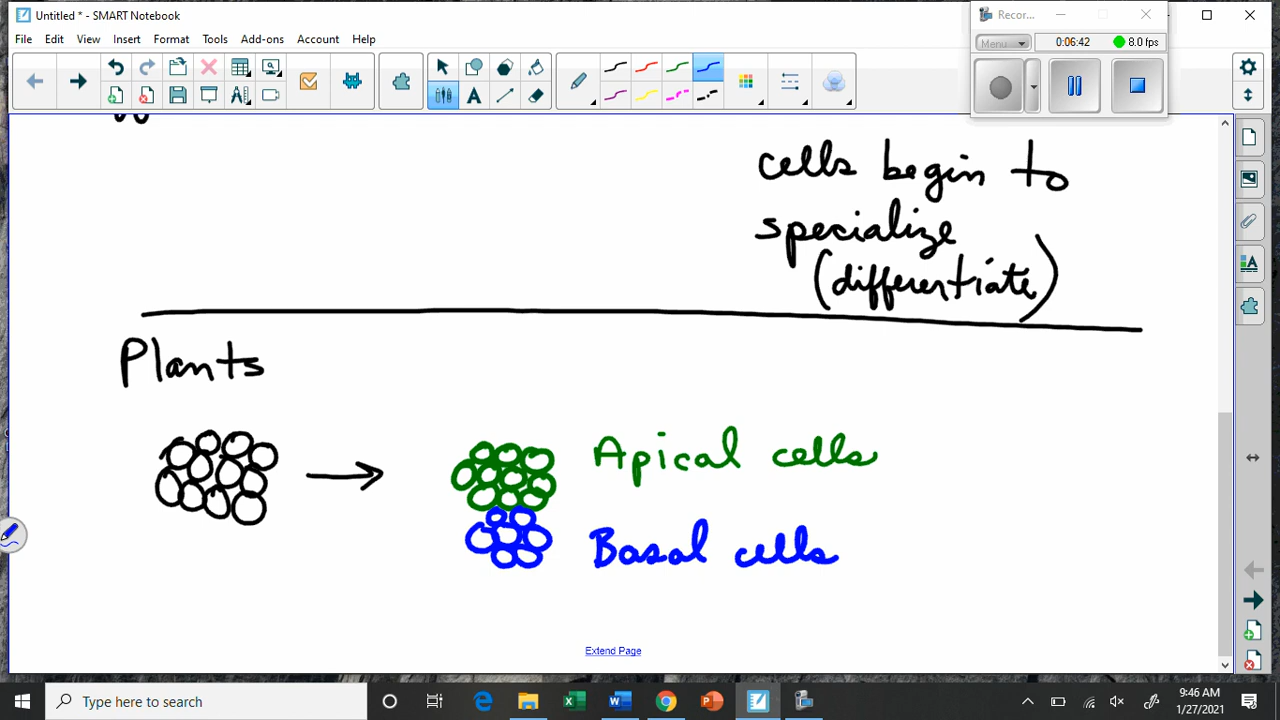 Untitled * - SMART Notebook
Recor...
File Edit View Insert Format Tools Add-ons Account Help
Menu
0:06:42
8.0 fps
cells begin to
specialize
(differentiate)
Plants
Apical cells
Basal cells
Extend Page
Type here to search
9:46 AM
1/27/2021